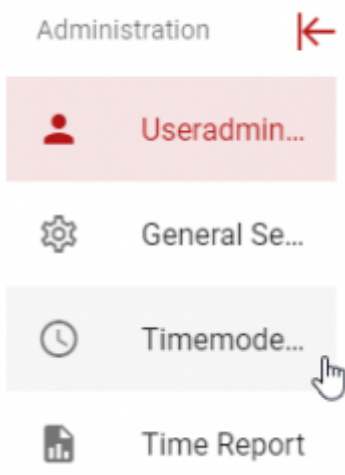 Administration
Useradmin...
General Se...
Timemode...
Time Report